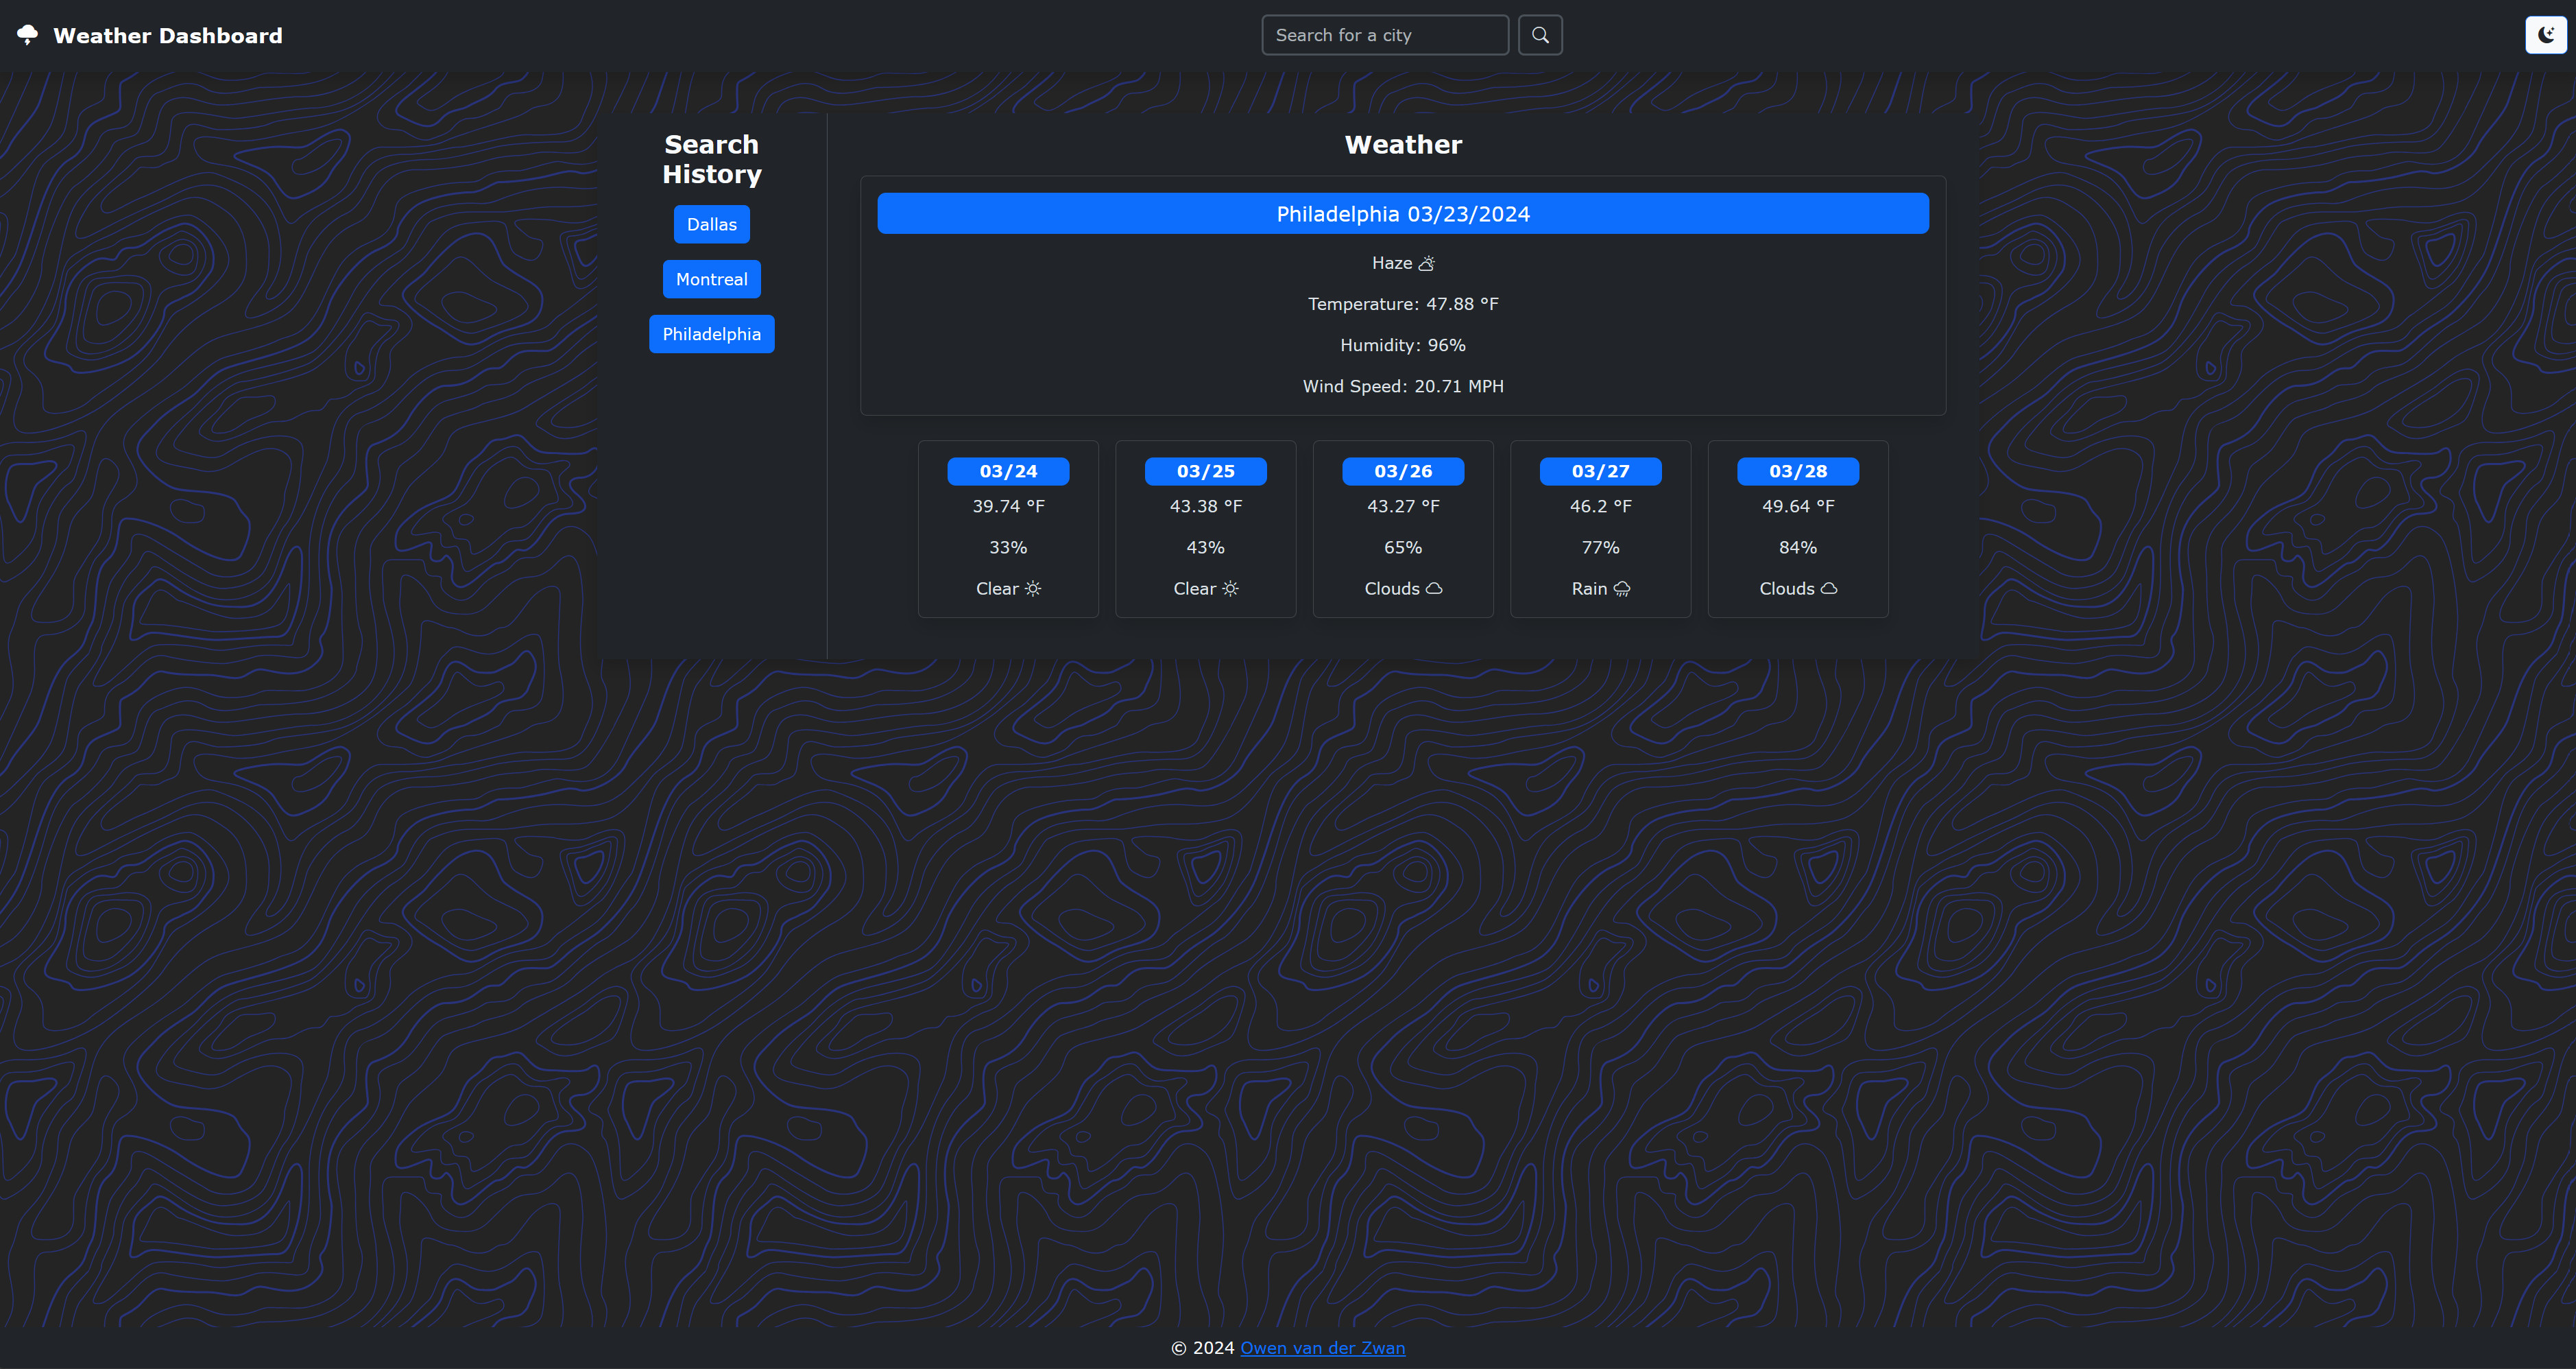 Weather Dashboard
Search for a city
Search
History
Dallas
Montreal
Philadelphia
Weather
Philadelphia 03/23/2024
Haze
Temperature: 47.88 °F
Humidity: 96%
Wind Speed: 20.71 MPH
03/24
39.74 °F
33%
Clear
03/25
43.38 °F
43%
Clear
03/26
43.27 °F
65%
Clouds
03/27
46.2 °F
77%
Rain
03/28
49.64 °F
84%
Clouds
© 2024 Owen van der Zwan